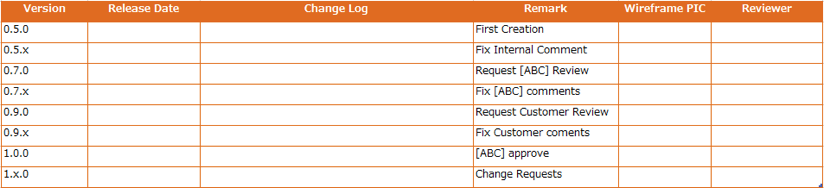 Version Release Date Change Log Remark Wireframe PIC Reviewer
0.5.0 First Creation
0.5.x Fix Internal Comment
0.7.0 Request [ABC] Review
0.7.x Fix [ABC] comments
0.9.0 Request Customer Review
0.9.x Fix Customer coments
1.0.0 [ABC] approve
1.x.0 Change Requests